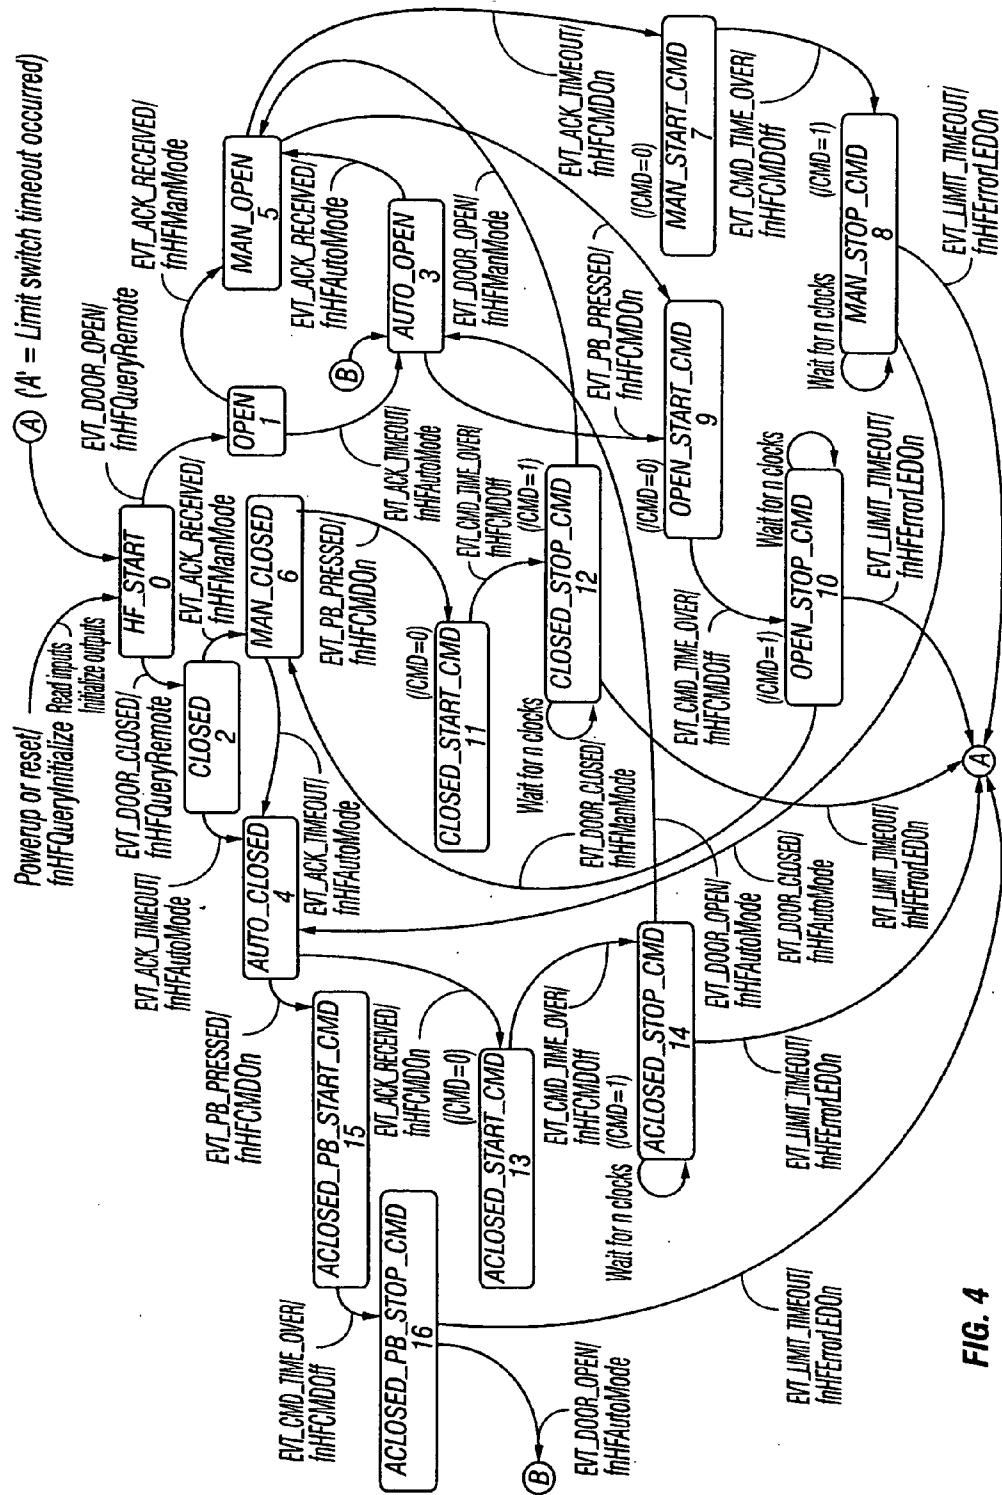 Powerup or reset/
fnHFQueryInitialize
Read inputs
Initialize outputs
A
('A' = Limit switch timeout occurred)
HF_START
0
EVT_DOOR_OPEN/
fnHFQueryRemote
EVT_DOOR_CLOSED/
fnHFQueryRemote
OPEN
1
EVT_ACK_RECEIVED/
fnHFManMode
CLOSED
2
EVT_ACK_RECEIVED/
fnHFManMode
EVT_ACK_TIMEOUT/
fnHFAutoMode
MAN_OPEN
5
MAN_CLOSED
6
AUTO_CLOSED
4
EVT_ACK_TIMEOUT/
fnHFAutoMode
EVT_ACK_TIMEOUT/
fnHFAutoMode
B
AUTO_OPEN
3
EVT_ACK_RECEIVED/
fnHFAutoMode
EVT_DOOR_OPEN/
fnHFManMode
EVT_ACK_TIMEOUT/
fnHFCMDOn
(/CMD=0)
MAN_START_CMD
7
EVT_CMD_TIME_OVER/
fnHFCMDOff
(/CMD=1)
MAN_STOP_CMD
8
Wait for n clocks
EVT_LIMIT_TIMEOUT/
fnHFErrorLEDOn
EVT_PB_PRESSED/
fnHFCMDOn
(/CMD=0)
OPEN_START_CMD
9
EVT_CMD_TIME_OVER/
fnHFCMDOff
(/CMD=1)
OPEN_STOP_CMD
10
Wait for n clocks
EVT_LIMIT_TIMEOUT/
fnHFErrorLEDOn
EVT_PB_PRESSED/
fnHFCMDOn
(/CMD=0)
CLOSED_START_CMD
11
EVT_CMD_TIME_OVER/
fnHFCMDOff
(/CMD=1)
CLOSED_STOP_CMD
12
Wait for n clocks
EVT_DOOR_CLOSED/
fnHFManMode
EVT_LIMIT_TIMEOUT/
fnHFErrorLEDOn
A
EVT_PB_PRESSED/
fnHFCMDOn
ACLOSED_PB_START_CMD
15
EVT_ACK_RECEIVED/
fnHFCMDOn
(/CMD=0)
ACLOSED_START_CMD
13
EVT_CMD_TIME_OVER/
fnHFCMDOff
(/CMD=1)
ACLOSED_STOP_CMD
14
Wait for n clocks
EVT_DOOR_OPEN/
fnHFAutoMode
EVT_DOOR_CLOSED/
fnHFAutoMode
EVT_LIMIT_TIMEOUT/
fnHFErrorLEDOn
EVT_CMD_TIME_OVER/
fnHFCMDOff
ACLOSED_PB_STOP_CMD
16
B
EVT_DOOR_OPEN/
fnHFAutoMode
EVT_LIMIT_TIMEOUT/
fnHFErrorLEDOn
FIG. 4